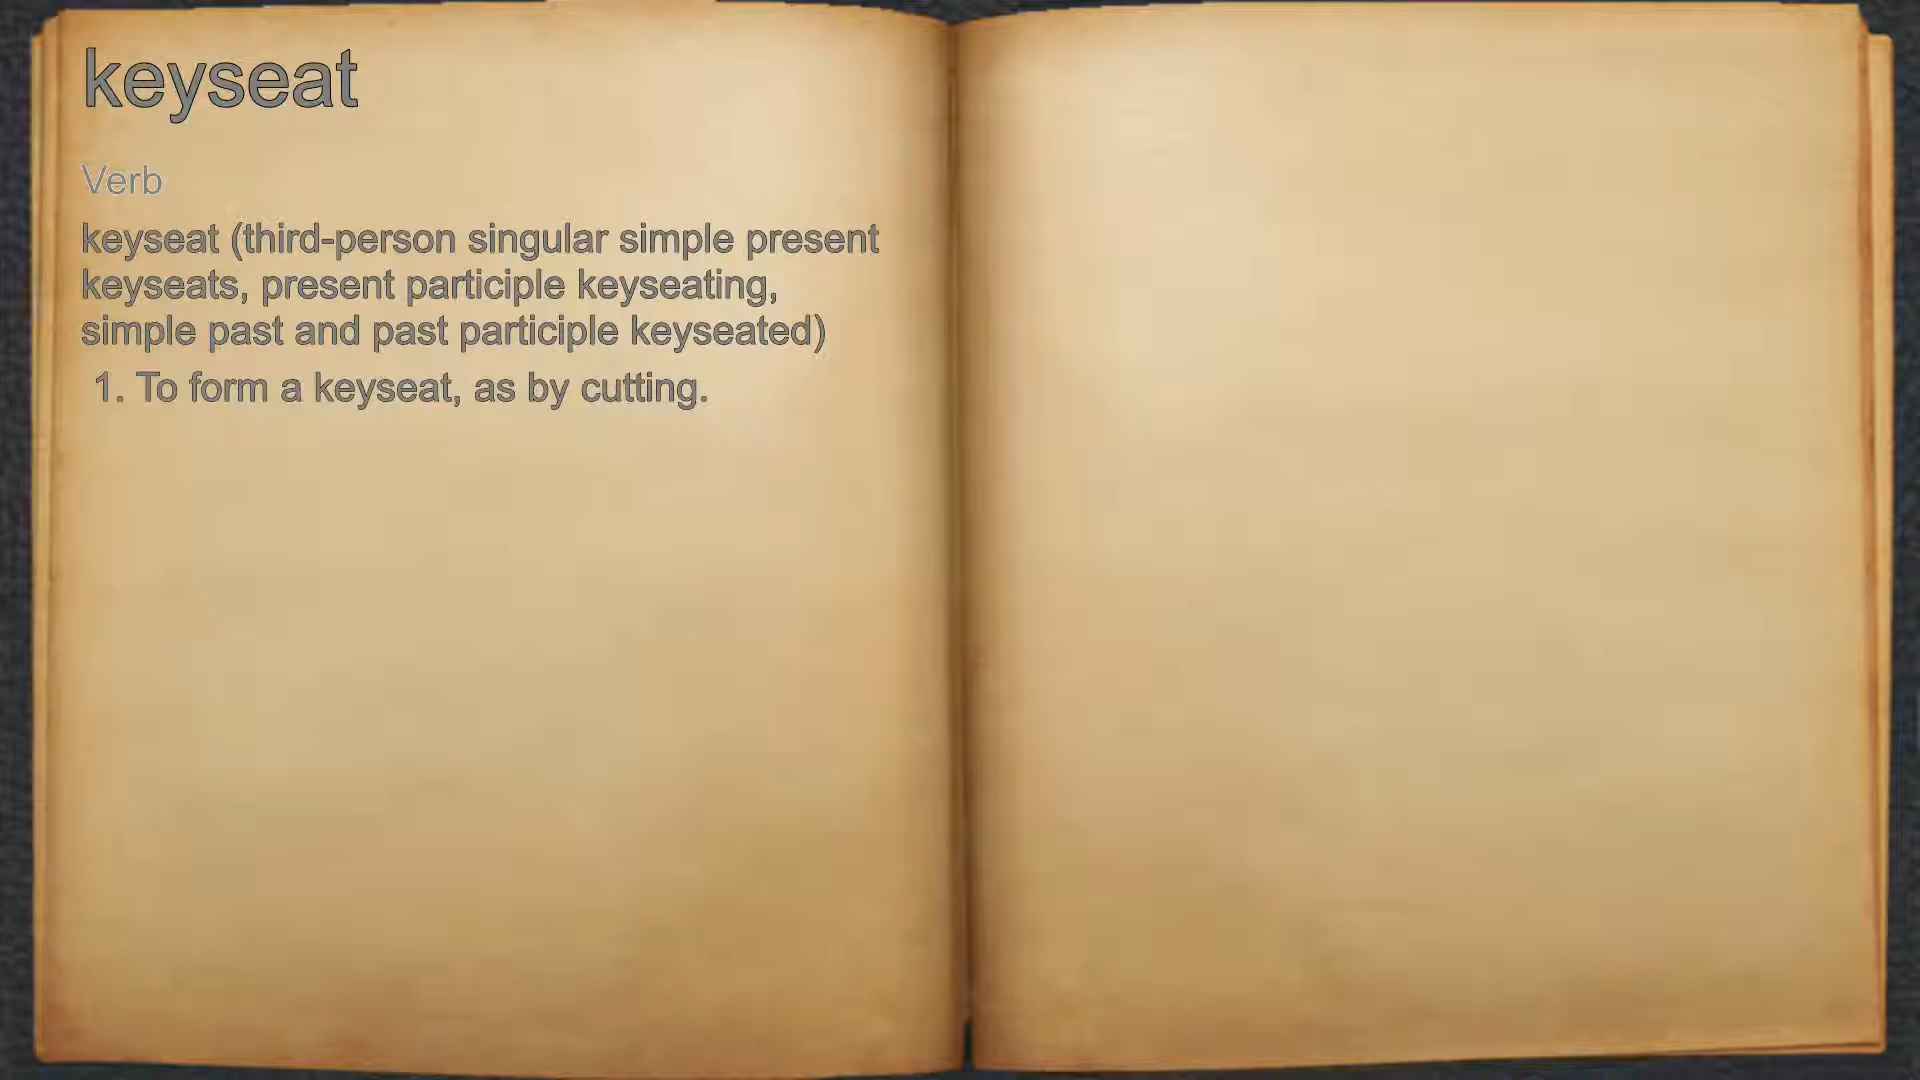 keyseat
Verb
keyseat (third-person singular simple present
keyseats, present participle keyseating,
simple past and past participle keyseated)
1. To form a keyseat, as by cutting.